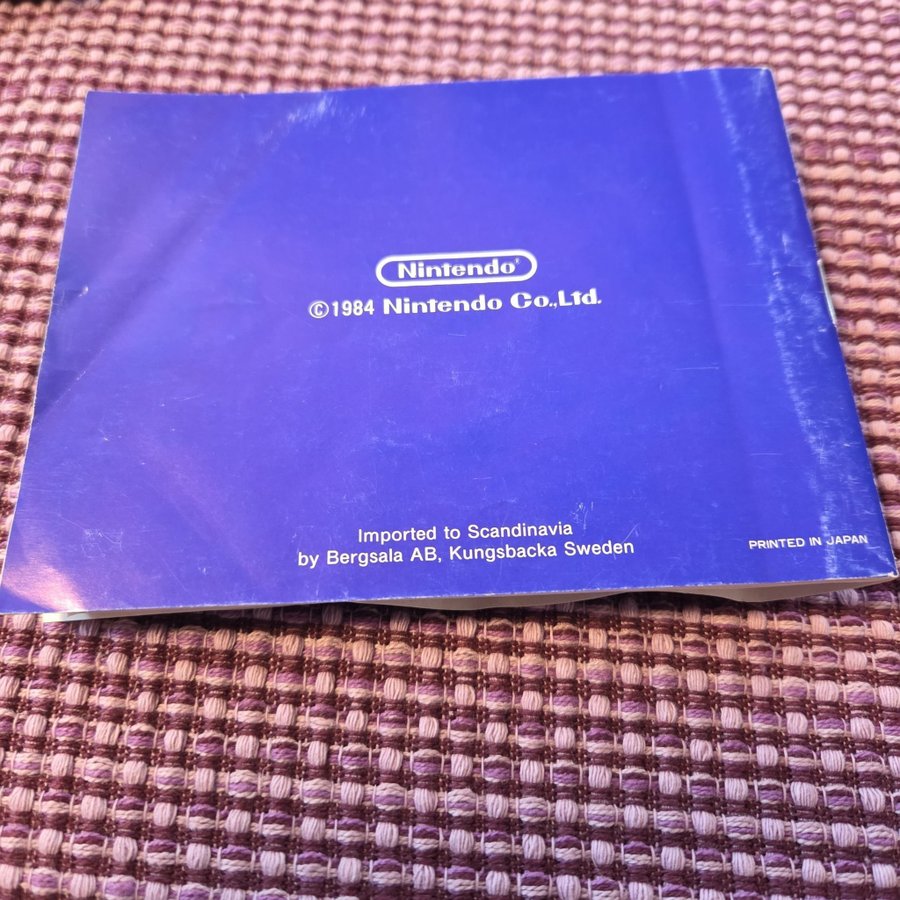 Nintendo®
©1984 Nintendo Co.,Ltd.
Imported to Scandinavia
by Bergsala AB, Kungsbacka Sweden
PRINTED IN JAPAN